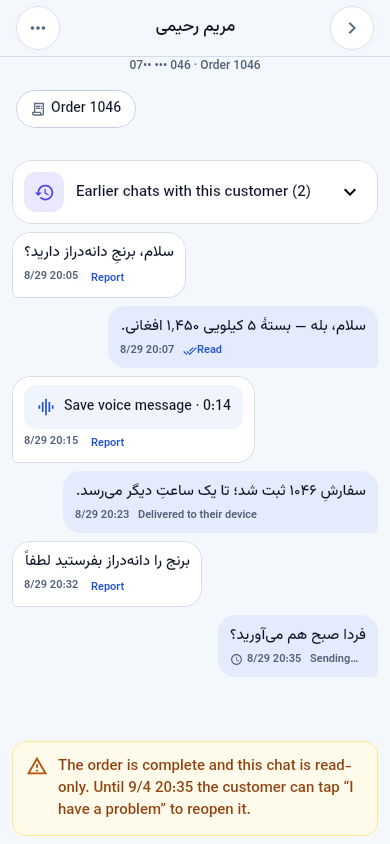 مریم رحیمی
07•• ••• 046 · Order 1046
Order 1046
Earlier chats with this customer (2)
سلام، برنجِ دانه‌دراز دارید؟
8/29 20:05 Report
سلام، بله — بستهٔ ۵ کیلویی ۱,۴۵۰ افغانی.
8/29 20:07 Read
Save voice message · 0:14
8/29 20:15 Report
سفارشِ ۱۰۴۶ ثبت شد؛ تا یک ساعتِ دیگر می‌رسد.
8/29 20:23 Delivered to their device
برنج را دانه‌دراز بفرستید لطفاً
8/29 20:32 Report
فردا صبح هم می‌آورید؟
8/29 20:35 Sending…
The order is complete and this chat is read-
only. Until 9/4 20:35 the customer can tap “I
have a problem” to reopen it.